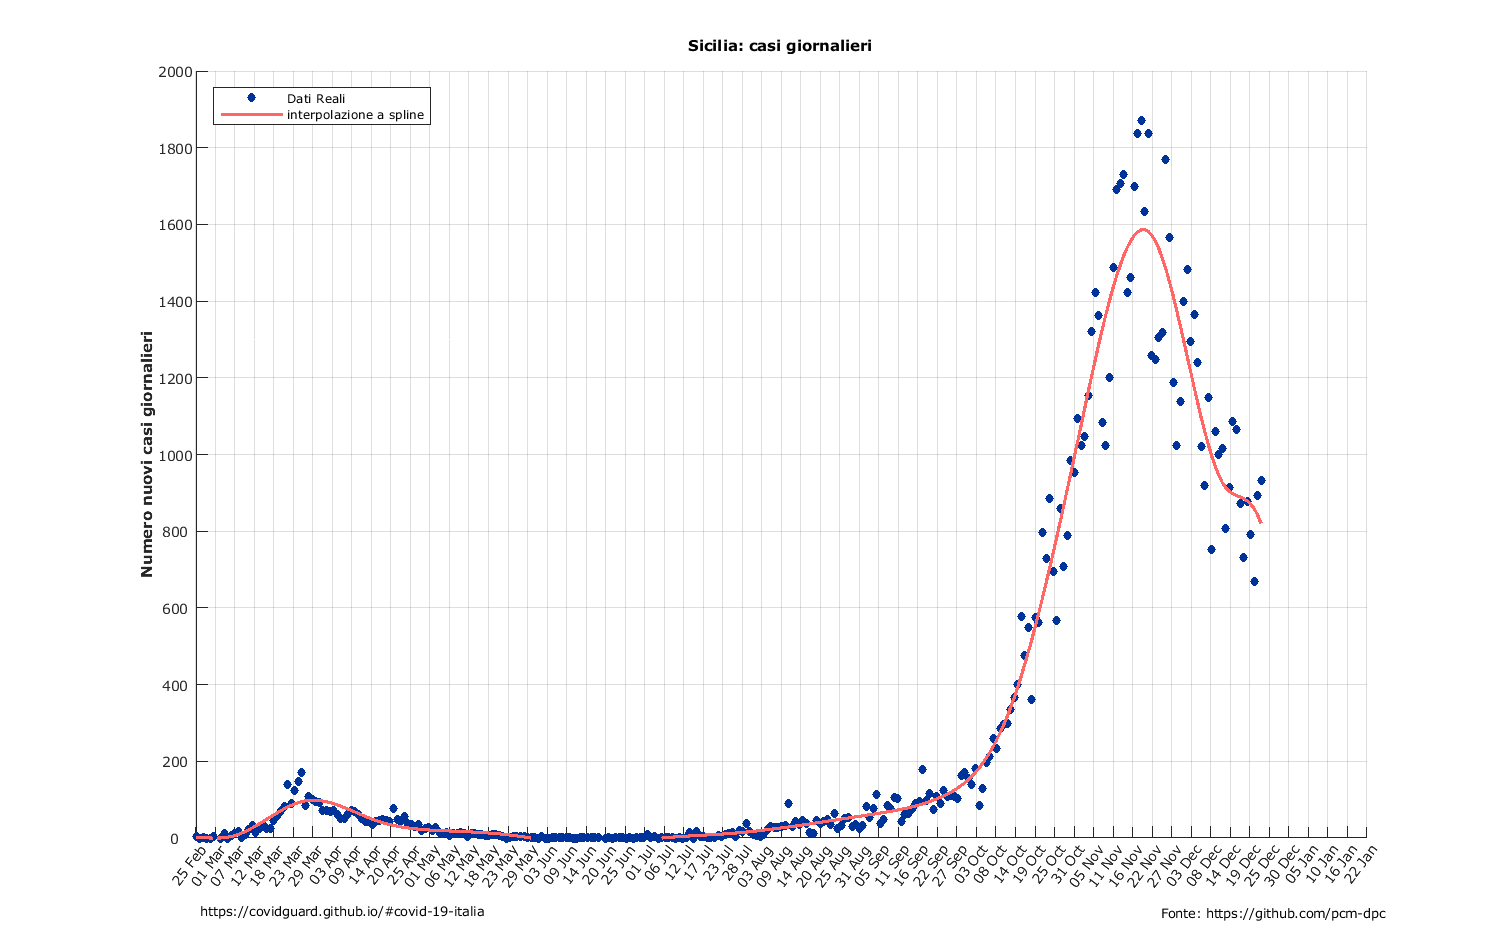 Sicilia: casi giornalieri
Dati Reali
interpolazione a spline
Numero nuovi casi giornalieri
2000
1800
1600
1400
1200
1000
800
600
400
200
0
25 Feb
01 Mar
07 Mar
12 Mar
18 Mar
23 Mar
29 Mar
03 Apr
09 Apr
14 Apr
20 Apr
25 Apr
01 May
06 May
12 May
18 May
23 May
29 May
03 Jun
09 Jun
14 Jun
20 Jun
25 Jun
01 Jul
06 Jul
12 Jul
17 Jul
23 Jul
28 Jul
03 Aug
09 Aug
14 Aug
20 Aug
25 Aug
31 Aug
05 Sep
11 Sep
16 Sep
22 Sep
27 Sep
03 Oct
08 Oct
14 Oct
19 Oct
25 Oct
31 Oct
05 Nov
11 Nov
16 Nov
22 Nov
27 Nov
03 Dec
08 Dec
14 Dec
19 Dec
25 Dec
30 Dec
05 Jan
10 Jan
16 Jan
22 Jan
https://covidguard.github.io/#covid-19-italia
Fonte: https://github.com/pcm-dpc